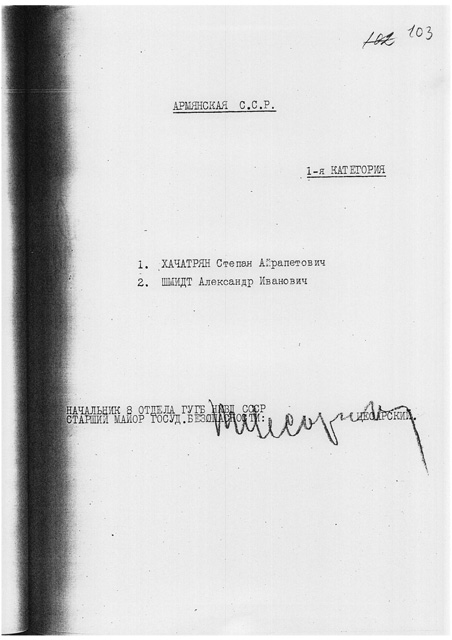 102 103
АРМЯНСКАЯ С.С.Р.
1-я КАТЕГОРИЯ
1. ХАЧАТРЯН Степан Айрапетович
2. ШМИДТ Александр Иванович
НАЧАЛЬНИК 8 ОТДЕЛА ГУГБ НКВД СССР
СТАРШИЙ МАЙОР ГОСУД.БЕЗОПАСНОСТИ: ЦЕСАРСКИЙ.